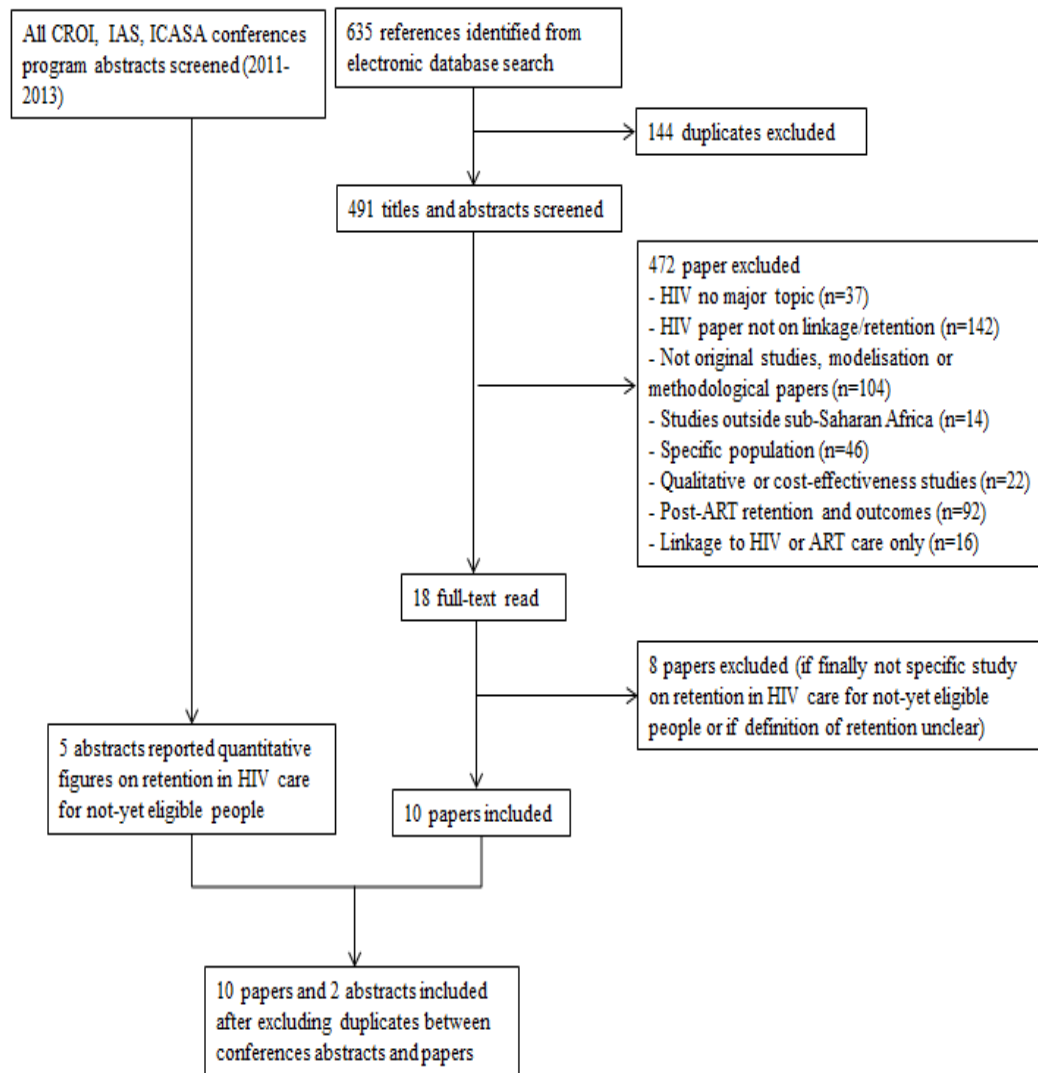 All CROI, IAS, ICASA conferences
program abstracts screened (2011-
2013)
635 references identified from
electronic database search
144 duplicates excluded
491 titles and abstracts screened
472 paper excluded
- HIV no major topic (n=37)
- HIV paper not on linkage/retention (n=142)
- Not original studies, modelisation or
methodological papers (n=104)
- Studies outside sub-Saharan Africa (n=14)
- Specific population (n=46)
- Qualitative or cost-effectiveness studies (n=22)
- Post-ART retention and outcomes (n=92)
- Linkage to HIV or ART care only (n=16)
18 full-text read
8 papers excluded (if finally not specific study
on retention in HIV care for not-yet eligible
people or if definition of retention unclear)
5 abstracts reported quantitative
figures on retention in HIV care
for not-yet eligible people
10 papers included
10 papers and 2 abstracts included
after excluding duplicates between
conferences abstracts and papers